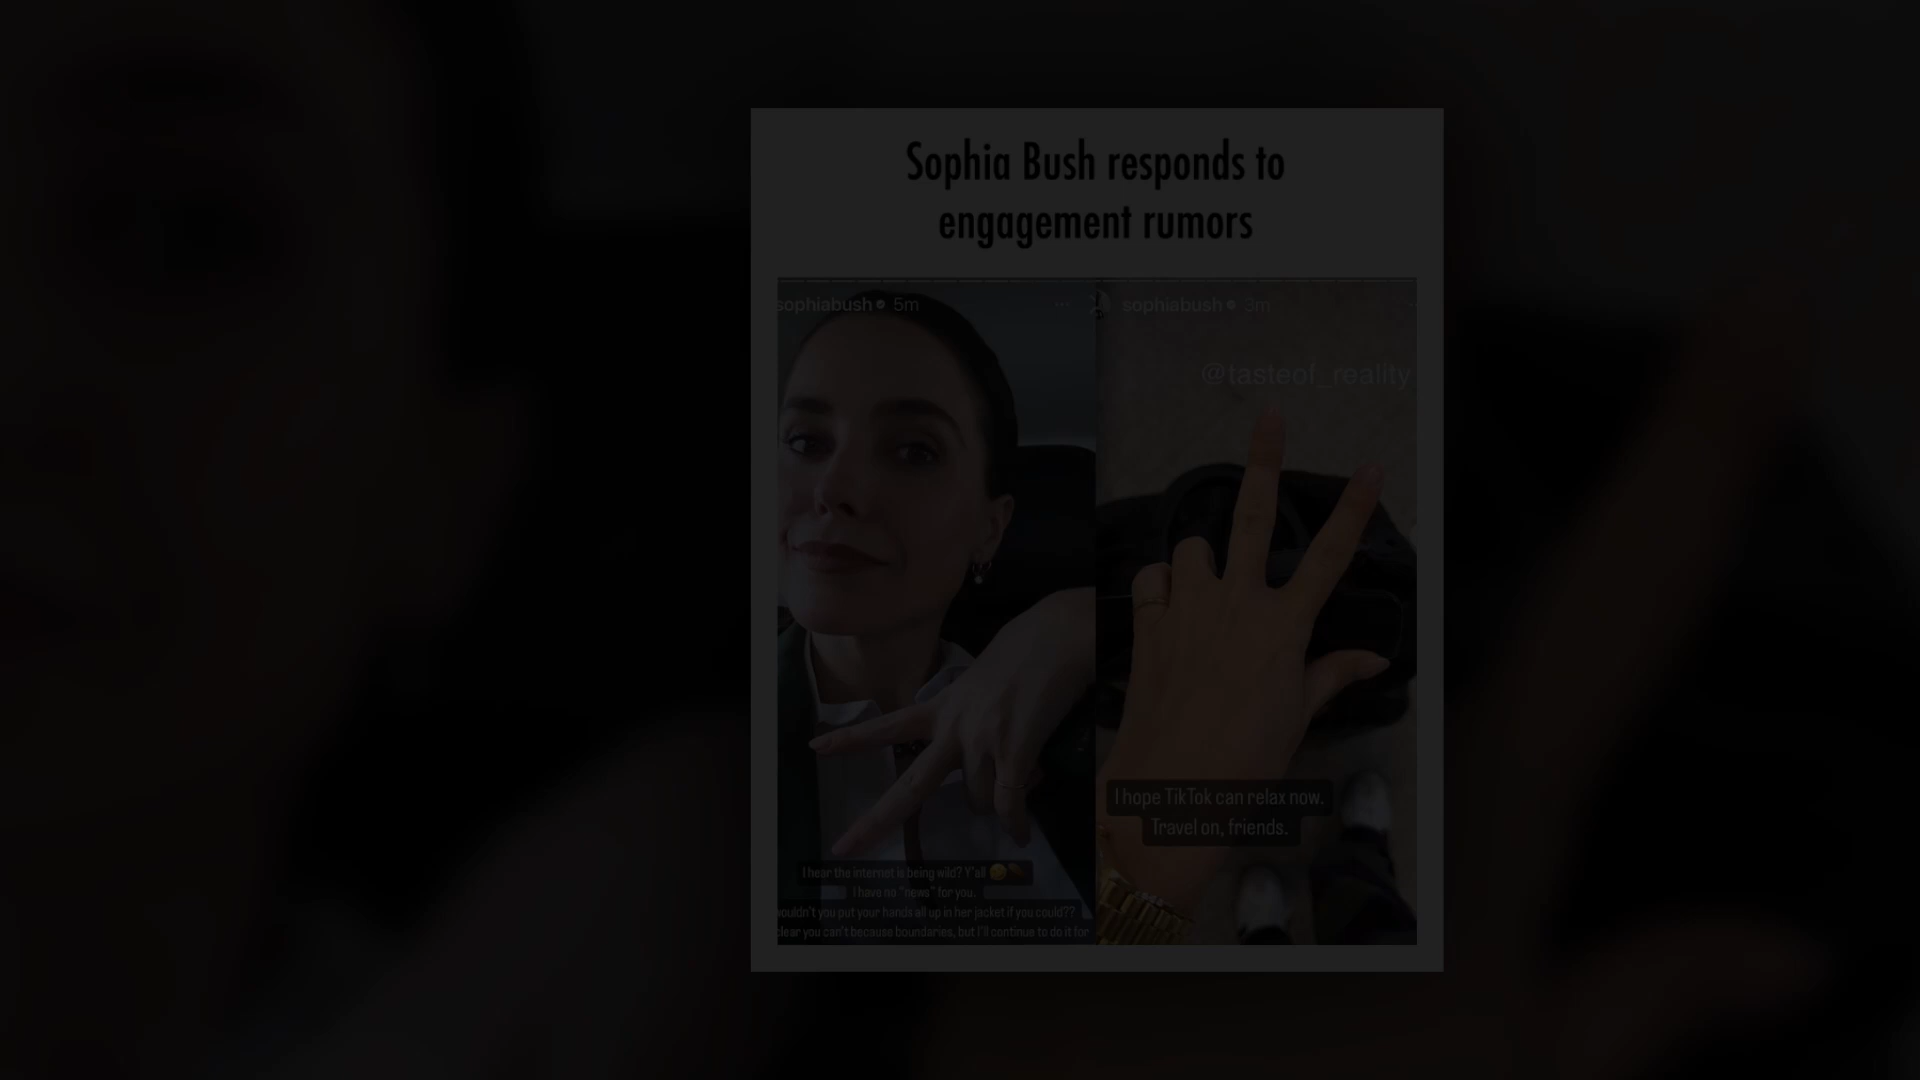 Sophia Bush responds to
engagement rumors
sophiabush 5m
sophiabush 3m
@tasteof_reality
I hope TikTok can relax now.
Travel on, friends.
I hear the internet is being wild? Y'all 🤣🥜
I have no "news" for you.
wouldn't you put your hands all up in her jacket if you could??
clear you can't because boundaries, but I'll continue to do it for